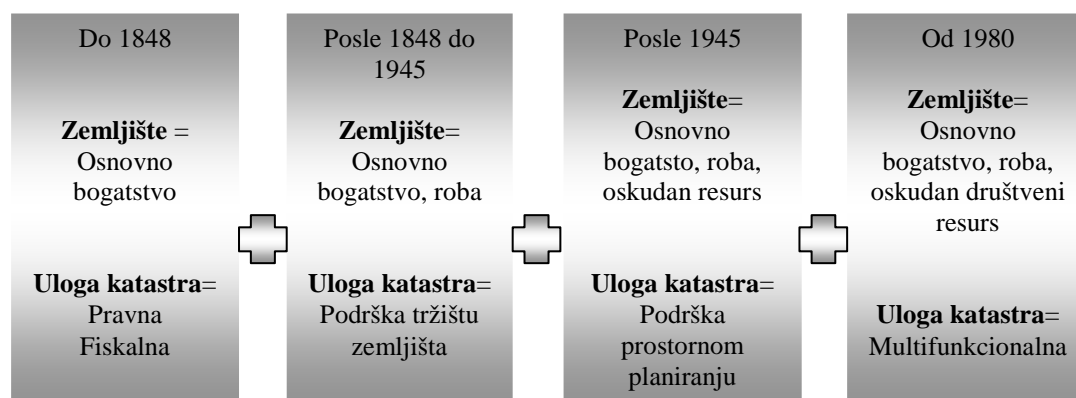 Do 1848
Zemljište =
Osnovno
bogatstvo
Uloga katastra=
Pravna
Fiskalna
Posle 1848 do
1945
Zemljište=
Osnovno
bogatstvo, roba
Uloga katastra=
Podrška tržištu
zemljišta
Posle 1945
Zemljište=
Osnovno
bogatsto, roba,
oskudan resurs
Uloga katastra=
Podrška
prostornom
planiranju
Od 1980
Zemljište=
Osnovno
bogatstvo, roba,
oskudan društveni
resurs
Uloga katastra=
Multifunkcionalna